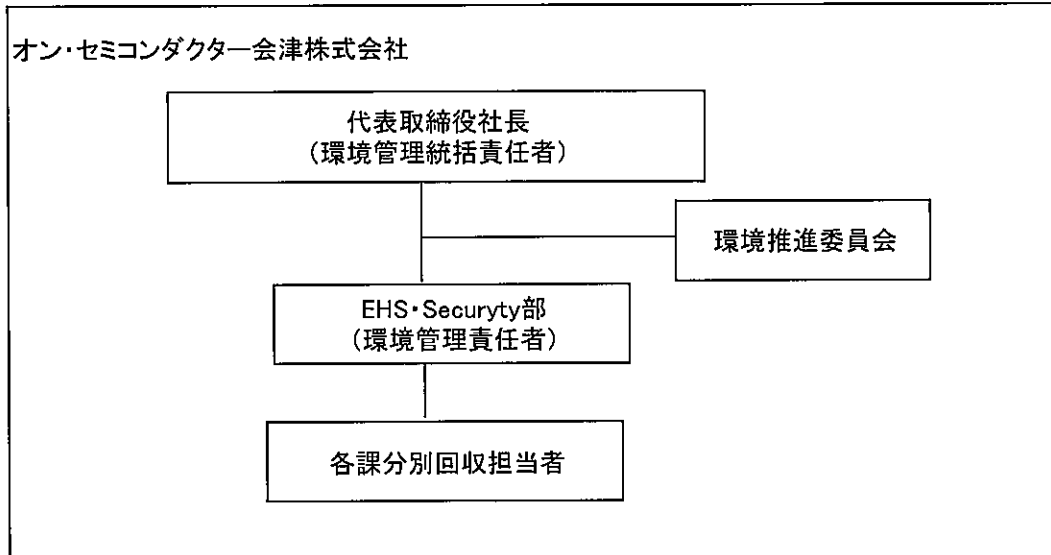 オン・セミコンダクター会津株式会社
代表取締役社長
(環境管理統括責任者)
環境推進委員会
EHS・Securyty部
(環境管理責任者)
各課分別回収担当者